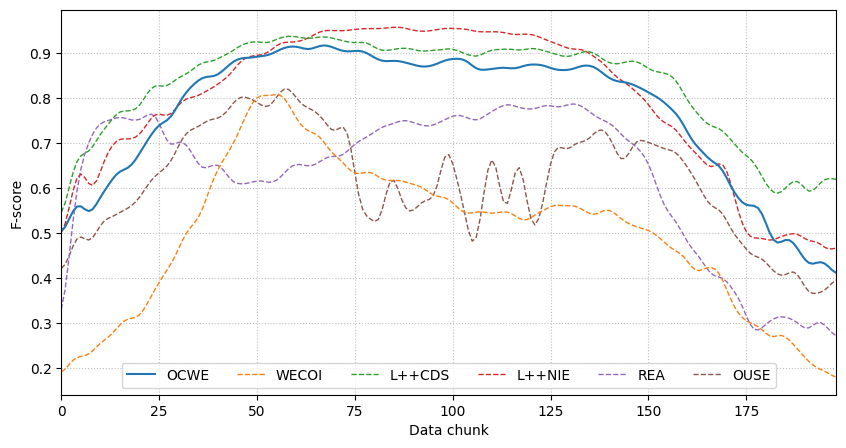 F-score
0.9
0.8
0.7
0.6
0.5
0.4
0.3
0.2
OCWE WECOI L++CDS L++NIE REA OUSE
0 25 50 75 100 125 150 175
Data chunk